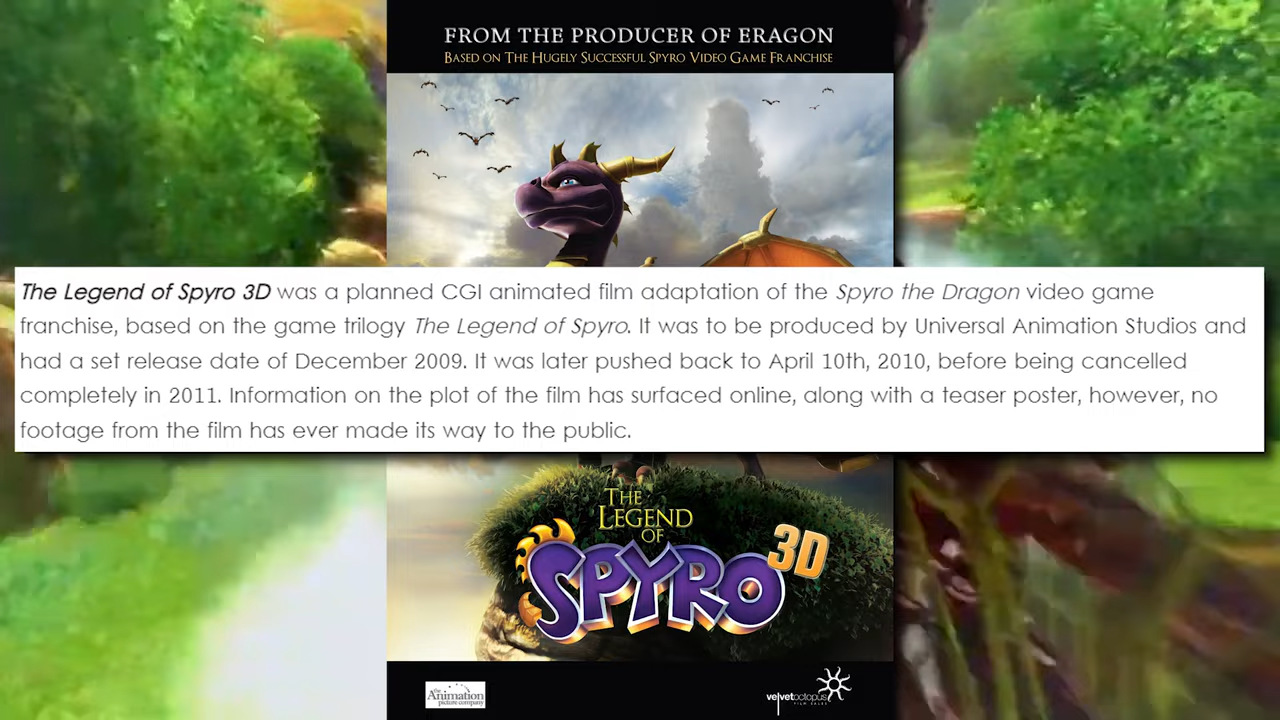 FROM THE PRODUCER OF ERAGON
BASED ON THE HUGELY SUCCESSFUL SPYRO VIDEO GAME FRANCHISE
The Legend of Spyro 3D was a planned CGI animated film adaptation of the Spyro the Dragon video game
franchise, based on the game trilogy The Legend of Spyro. It was to be produced by Universal Animation Studios and
had a set release date of December 2009. It was later pushed back to April 10th, 2010, before being cancelled
completely in 2011. Information on the plot of the film has surfaced online, along with a teaser poster, however, no
footage from the film has ever made its way to the public.
THE
LEGEND
OF
SPYRO 3D
the
Animation
picture company
velvetoctopus
FILM SALES